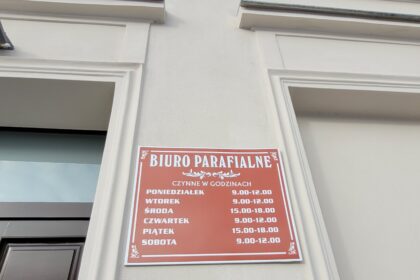 BIURO PARAFIALNE
CZYNNE W GODZINACH
PONIEDZIAŁEK 9.00-12.00
WTOREK 9.00-12.00
ŚRODA 15.00-18.00
CZWARTEK 9.00-12.00
PIĄTEK 15.00-18.00
SOBOTA 9.00-12.00